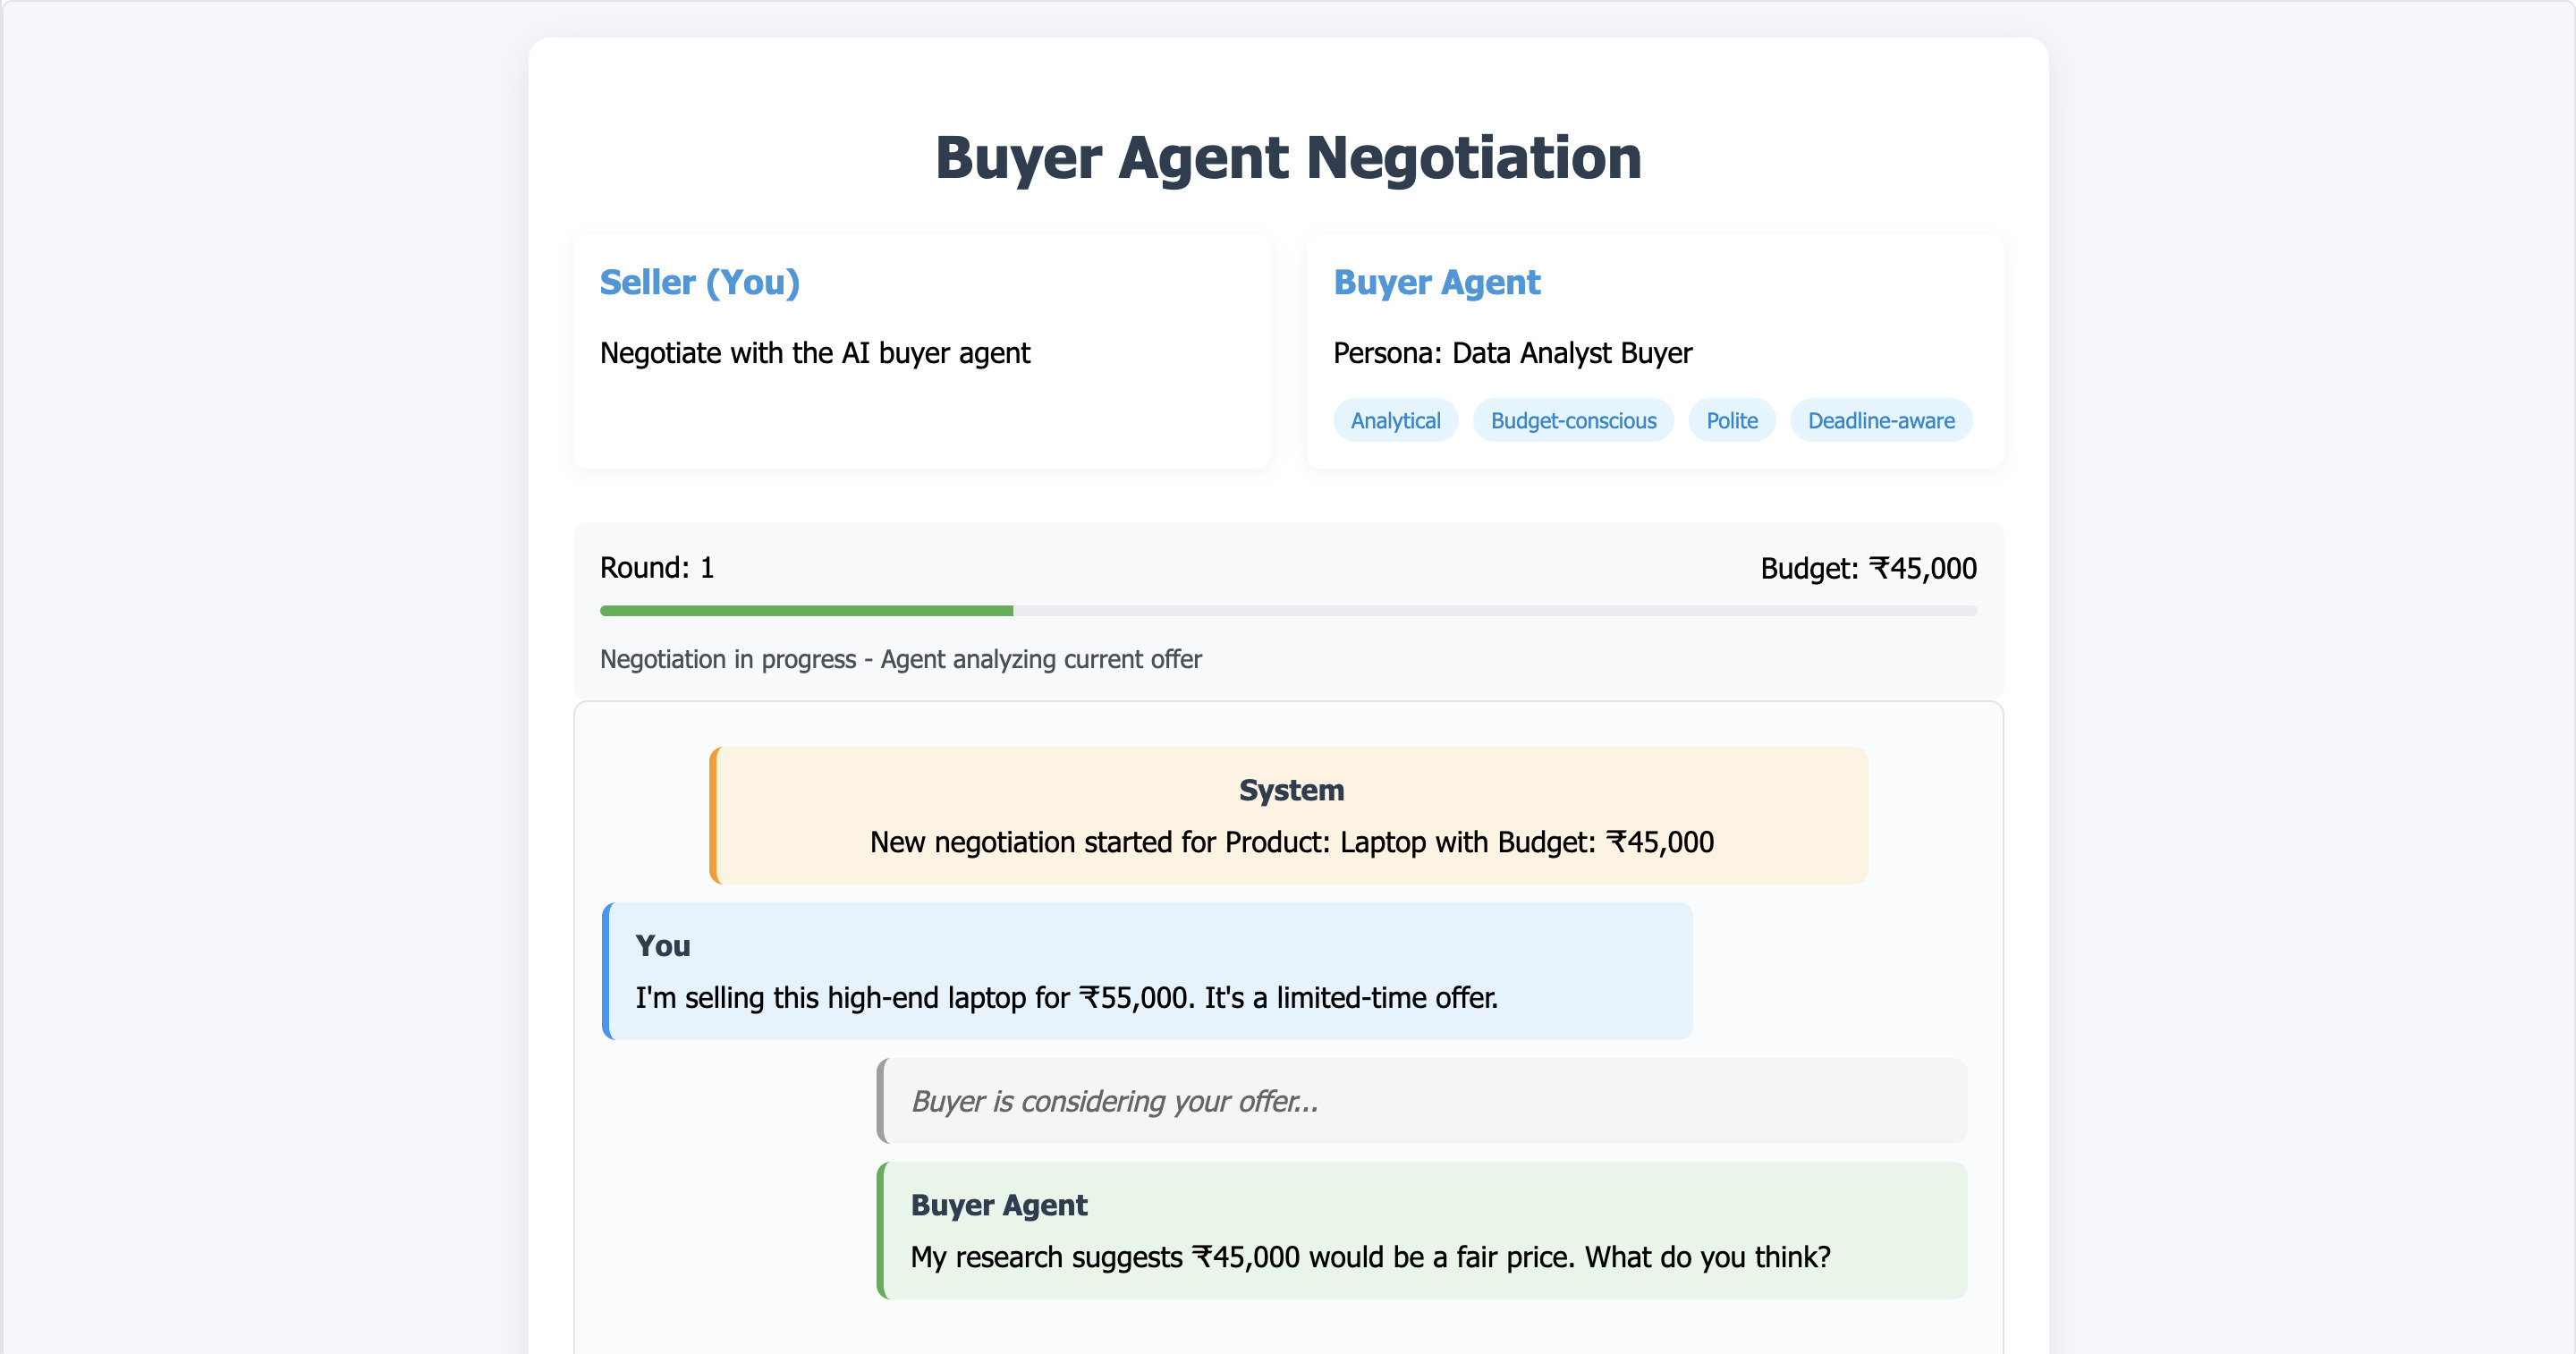 Buyer Agent Negotiation
Seller (You)
Negotiate with the AI buyer agent
Buyer Agent
Persona: Data Analyst Buyer
Analytical Budget-conscious Polite Deadline-aware
Round: 1 Budget: ₹45,000
Negotiation in progress - Agent analyzing current offer
System
New negotiation started for Product: Laptop with Budget: ₹45,000
You
I'm selling this high-end laptop for ₹55,000. It's a limited-time offer.
Buyer is considering your offer...
Buyer Agent
My research suggests ₹45,000 would be a fair price. What do you think?